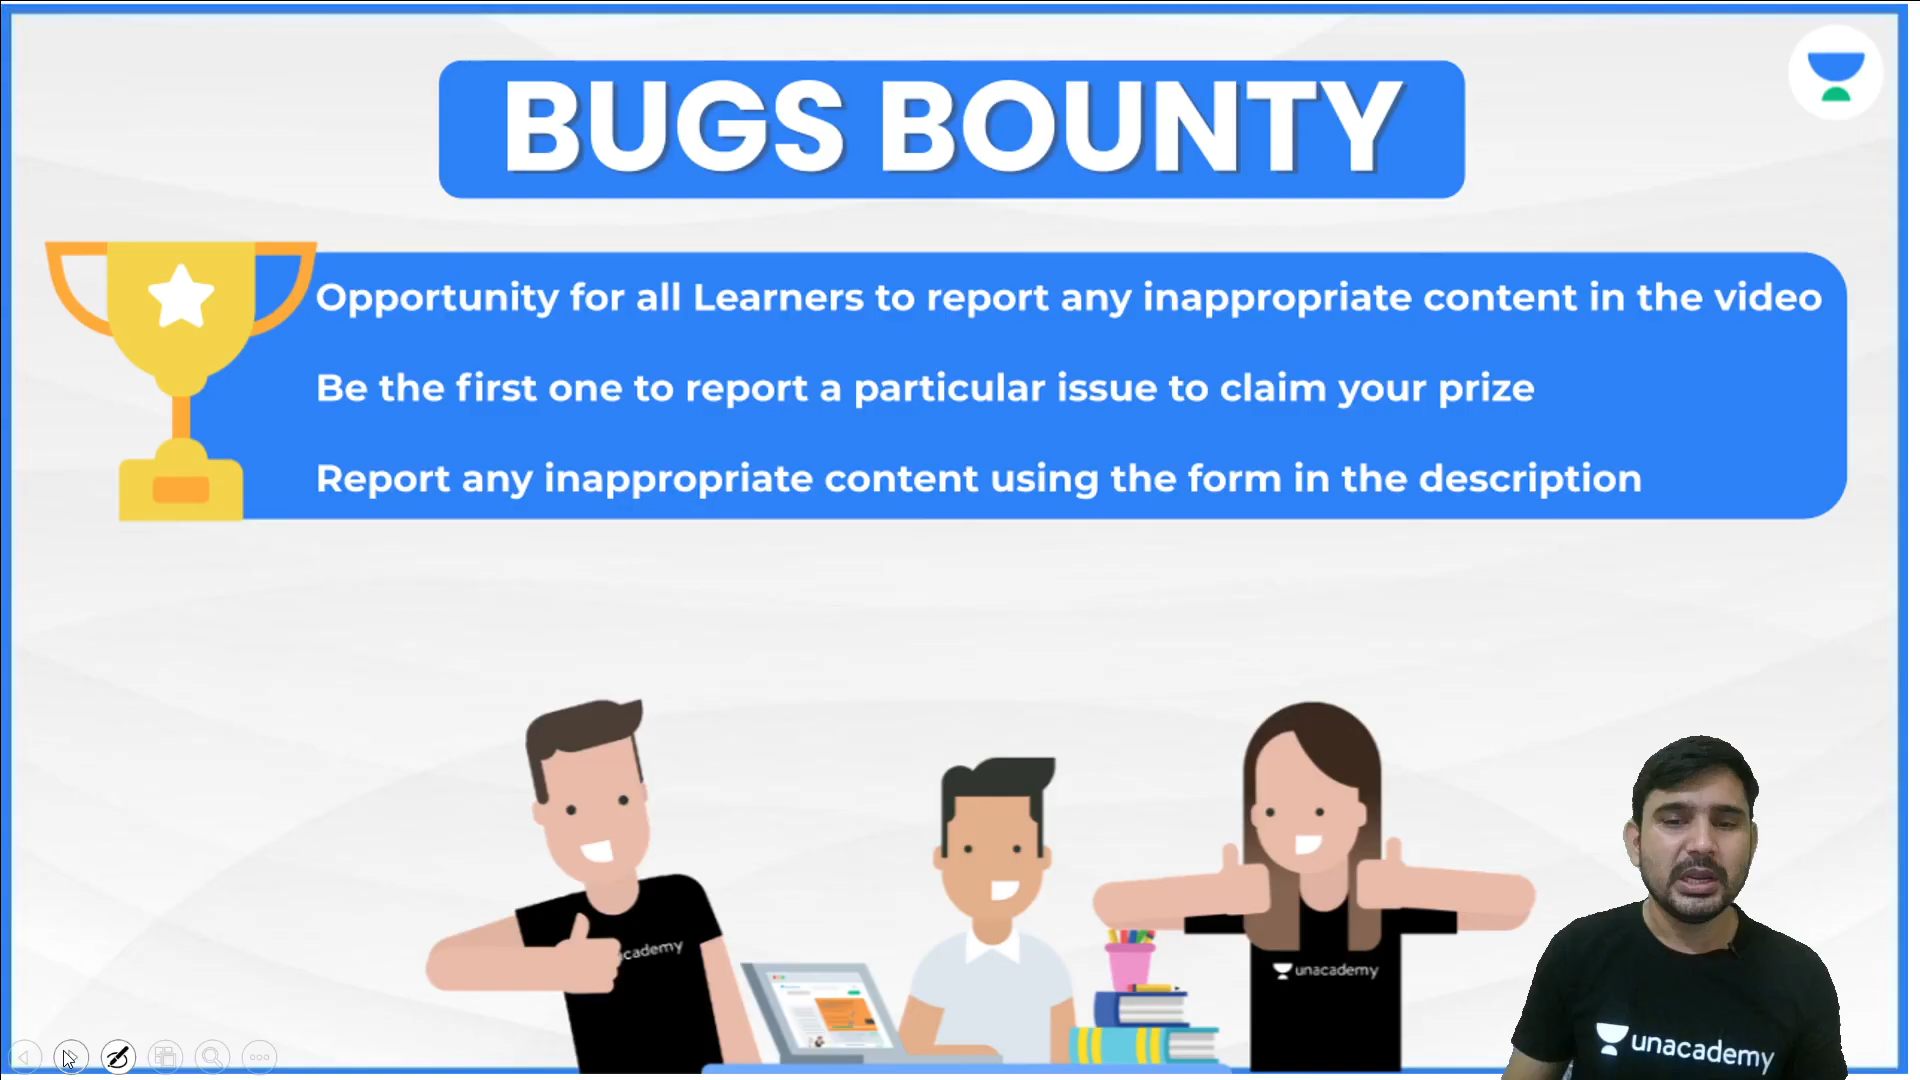 BUGS BOUNTY
Opportunity for all Learners to report any inappropriate content in the video
Be the first one to report a particular issue to claim your prize
Report any inappropriate content using the form in the description
academy
unacademy
unacademy